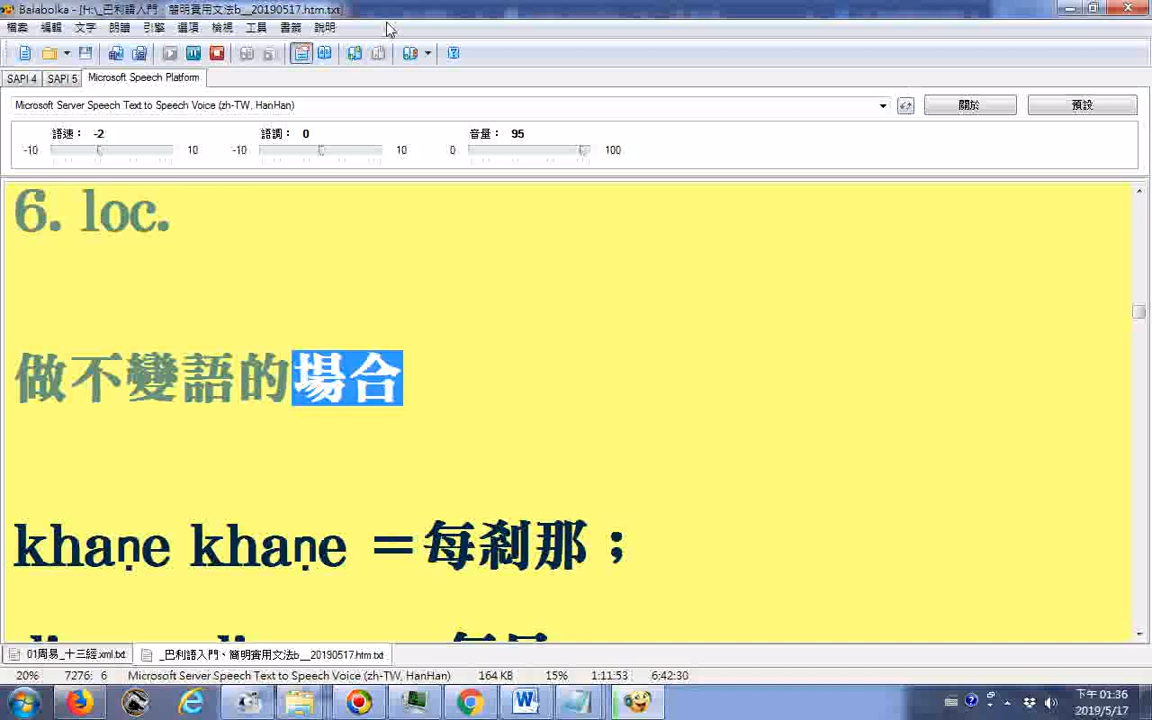 Balabolka - [H:\_巴利語入門、簡明實用文法b__20190517.htm.txt]
檔案 編輯 文字 朗讀 引擎 選項 檢視 工具 書籤 說明
SAPI 4 SAPI 5 Microsoft Speech Platform
Microsoft Server Speech Text to Speech Voice (zh-TW, HanHan) 關於 預設
語速： -2 語調： 0 音量： 95
-10 10 -10 10 0 100
6. loc.
做不變語的場合
khaṇe khaṇe ＝每剎那；
01周易_十三經.xml.txt _巴利語入門、簡明實用文法b__20190517.htm.txt
20% 7276: 6 Microsoft Server Speech Text to Speech Voice (zh-TW, HanHan) 164 KB 15% 1:11:53 6:42:30
下午 01:36
2019/5/17